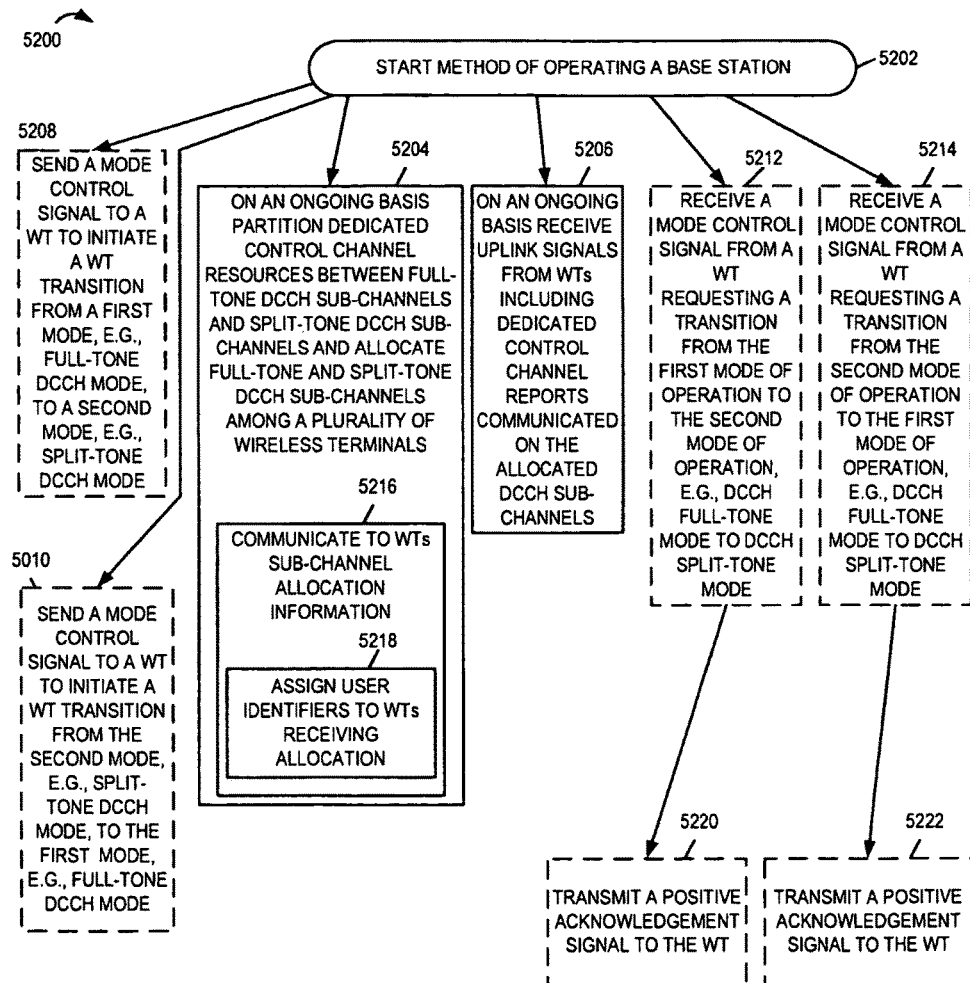 5200
START METHOD OF OPERATING A BASE STATION
5202
5208
SEND A MODE
CONTROL
SIGNAL TO A
WT TO INITIATE
A WT
TRANSITION
FROM A FIRST
MODE, E.G.,
FULL-TONE
DCCH MODE,
TO A SECOND
MODE, E.G.,
SPLIT-TONE
DCCH MODE
5204
ON AN ONGOING BASIS
PARTITION DEDICATED
CONTROL CHANNEL
RESOURCES BETWEEN FULL-
TONE DCCH SUB-CHANNELS
AND SPLIT-TONE DCCH SUB-
CHANNELS AND ALLOCATE
FULL-TONE AND SPLIT-TONE
DCCH SUB-CHANNELS
AMONG A PLURALITY OF
WIRELESS TERMINALS
5216
COMMUNICATE TO WTs
SUB-CHANNEL
ALLOCATION
INFORMATION
5218
ASSIGN USER
IDENTIFIERS TO WTs
RECEIVING
ALLOCATION
5206
ON AN ONGOING
BASIS RECEIVE
UPLINK SIGNALS
FROM WTs
INCLUDING
DEDICATED
CONTROL
CHANNEL
REPORTS
COMMUNICATED
ON THE
ALLOCATED
DCCH SUB-
CHANNELS
5212
RECEIVE A
MODE CONTROL
SIGNAL FROM A
WT
REQUESTING A
TRANSITION
FROM THE
FIRST MODE OF
OPERATION TO
THE SECOND
MODE OF
OPERATION,
E.G., DCCH
FULL-TONE
MODE TO DCCH
SPLIT-TONE
MODE
5214
RECEIVE A
MODE CONTROL
SIGNAL FROM A
WT
REQUESTING A
TRANSITION
FROM THE
SECOND MODE
OF OPERATION
TO THE FIRST
MODE OF
OPERATION,
E.G., DCCH
FULL-TONE
MODE TO DCCH
SPLIT-TONE
MODE
5010
SEND A MODE
CONTROL
SIGNAL TO A WT
TO INITIATE A
WT TRANSITION
FROM THE
SECOND MODE,
E.G., SPLIT-
TONE DCCH
MODE, TO THE
FIRST MODE,
E.G., FULL-TONE
DCCH MODE
5220
TRANSMIT A POSITIVE
ACKNOWLEDGEMENT
SIGNAL TO THE WT
5222
TRANSMIT A POSITIVE
ACKNOWLEDGEMENT
SIGNAL TO THE WT